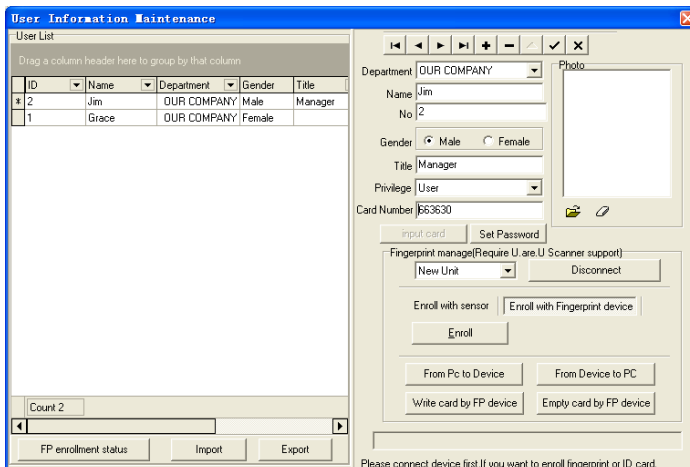 User Information Maintenance
User List
Drag a column header here to group by that column
ID Name Department Gender Title
* 2 Jim OUR COMPANY Male Manager
1 Grace OUR COMPANY Female
Count 2
FP enrollment status Import Export
Department OUR COMPANY
Name Jim
No 2
Gender Male Female
Title Manager
Privilege User
Card Number 663630
input card Set Password
Photo
Fingerprint manage(Require U.are.U Scanner support)
New Unit Disconnect
Enroll with sensor Enroll with Fingerprint device
Enroll
From Pc to Device From Device to PC
Write card by FP device Empty card by FP device
Please connect device first.If you want to enroll fingerprint or ID card